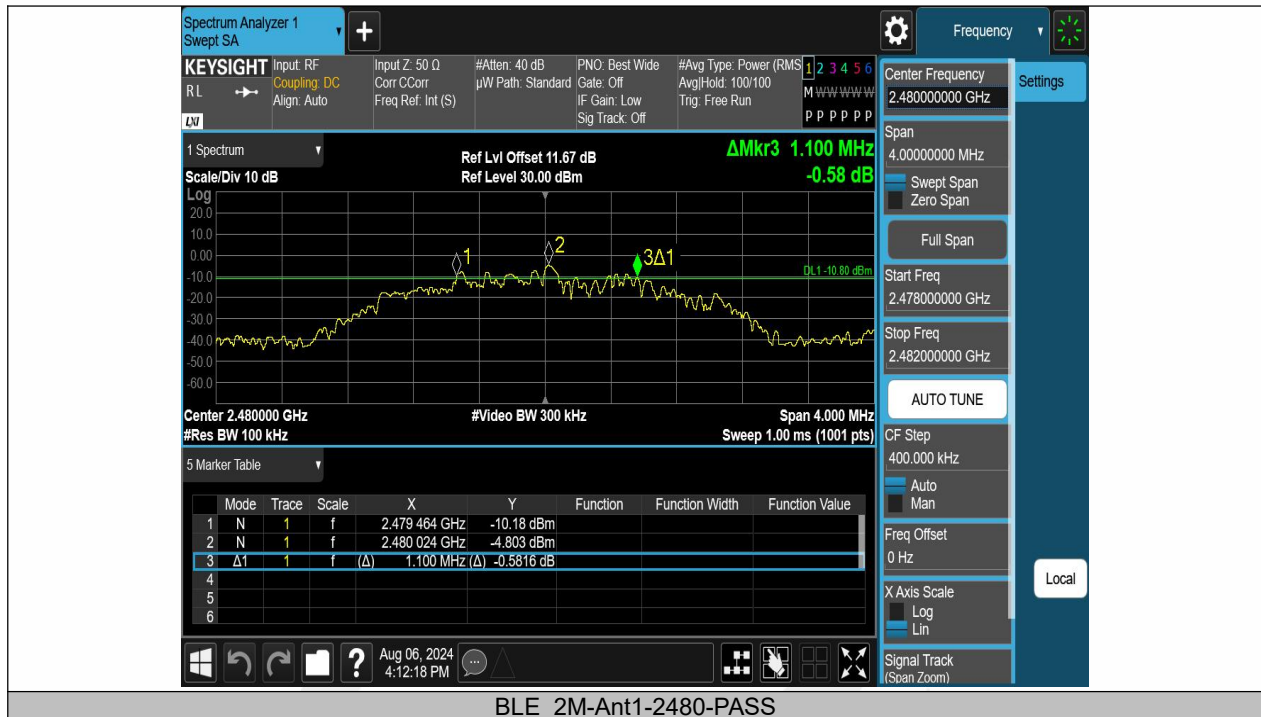 Spectrum Analyzer 1
Swept SA
Frequency
KEYSIGHT
R L
LXI
Input: RF
Coupling: DC
Align: Auto
Input Z: 50 Ω
Corr CCorr
Freq Ref: Int (S)
#Atten: 40 dB
µW Path: Standard
PNO: Best Wide
Gate: Off
IF Gain: Low
Sig Track: Off
#Avg Type: Power (RMS
Avg|Hold: 100/100
Trig: Free Run
1 2 3 4 5 6
M W W W W W
P P P P P P
Center Frequency
2.480000000 GHz
Settings
Span
4.00000000 MHz
Swept Span
Zero Span
Full Span
Start Freq
2.478000000 GHz
Stop Freq
2.482000000 GHz
AUTO TUNE
CF Step
400.000 kHz
Auto
Man
Freq Offset
0 Hz
X Axis Scale
Log
Lin
Signal Track
(Span Zoom)
Local
1 Spectrum
Scale/Div 10 dB
Ref Lvl Offset 11.67 dB
Ref Level 30.00 dBm
ΔMkr3 1.100 MHz
-0.58 dB
Log
20.0
10.0
0.00
-10.0
-20.0
-30.0
-40.0
-50.0
-60.0
1
2
3Δ1
DL1 -10.80 dBm
Center 2.480000 GHz
#Res BW 100 kHz
#Video BW 300 kHz
Span 4.000 MHz
Sweep 1.00 ms (1001 pts)
5 Marker Table
Mode Trace Scale X Y Function Function Width Function Value
1 N 1 f 2.479 464 GHz -10.18 dBm
2 N 1 f 2.480 024 GHz -4.803 dBm
3 Δ1 1 f (Δ) 1.100 MHz (Δ) -0.5816 dB
4
5
6
?
Aug 06, 2024
4:12:18 PM
BLE_2M-Ant1-2480-PASS